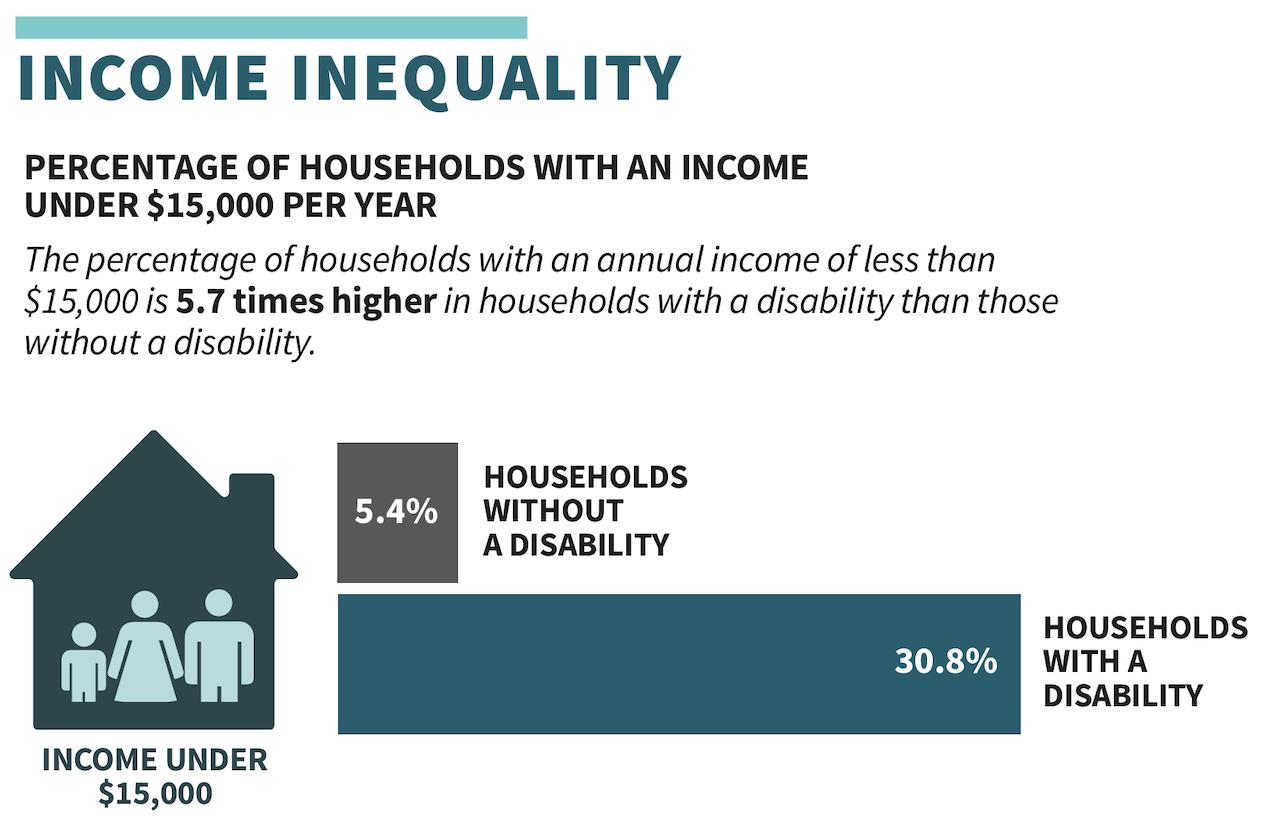 INCOME INEQUALITY
PERCENTAGE OF HOUSEHOLDS WITH AN INCOME
UNDER $15,000 PER YEAR
The percentage of households with an annual income of less than
$15,000 is 5.7 times higher in households with a disability than those
without a disability.
5.4%
HOUSEHOLDS
WITHOUT
A DISABILITY
30.8%
HOUSEHOLDS
WITH A
DISABILITY
INCOME UNDER
$15,000